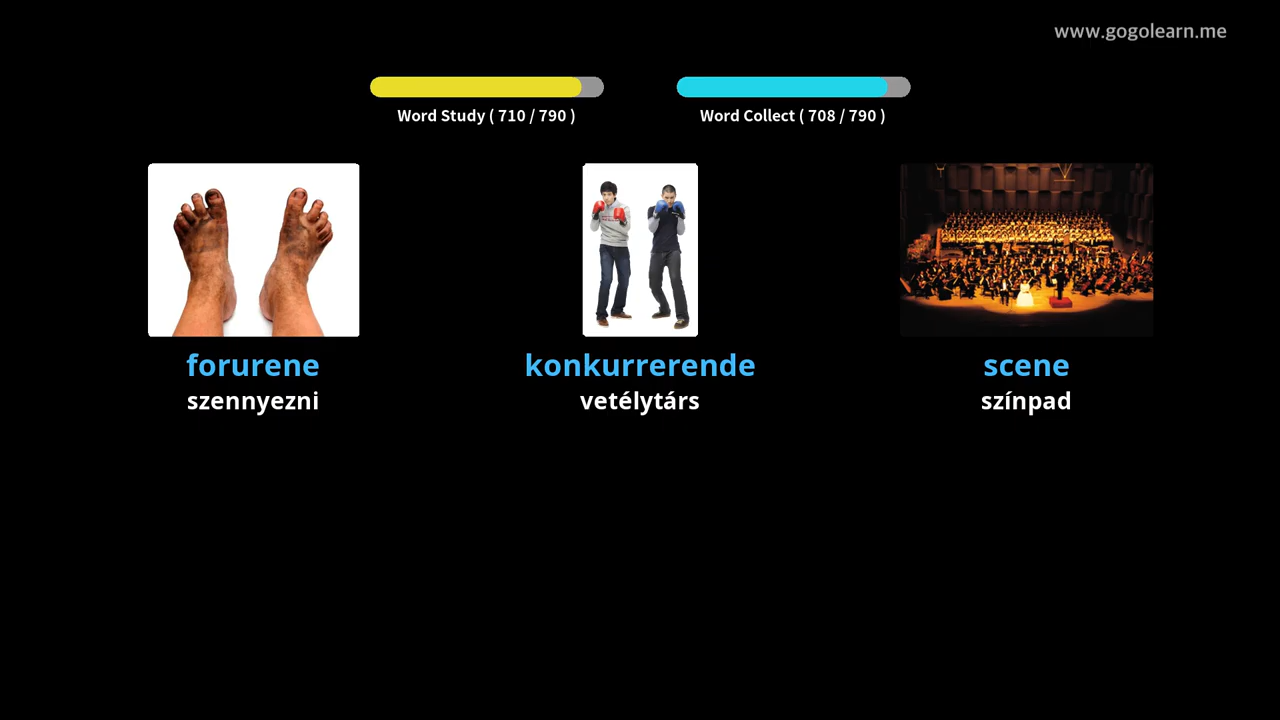 www.gogolearn.me
Word Study ( 710 / 790 )
Word Collect ( 708 / 790 )
forurene
szennyezni
konkurrerende
vetélytárs
scene
színpad